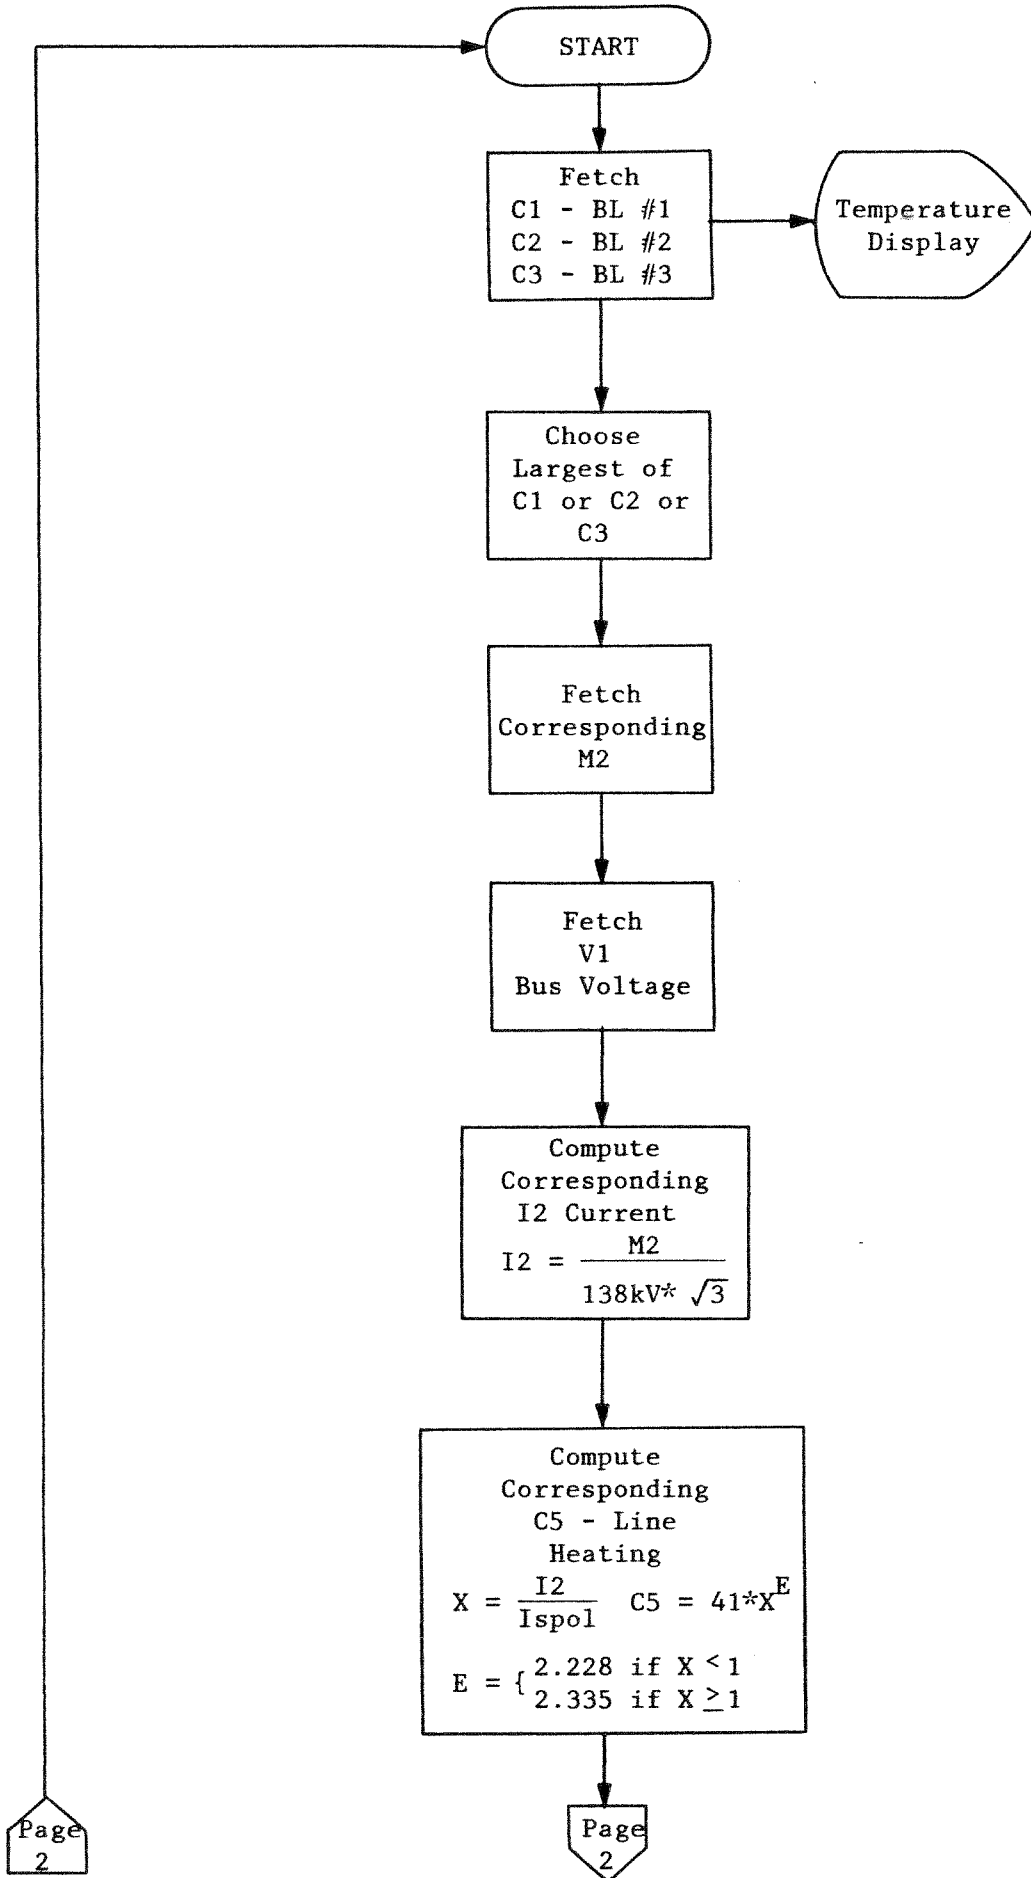 START
Fetch
C1 - BL #1
C2 - BL #2
C3 - BL #3
Temperature
Display
Choose
Largest of
C1 or C2 or
C3
Fetch
Corresponding
M2
Fetch
V1
Bus Voltage
Compute
Corresponding
I2 Current
I2 = M2
138kV* √3
Compute
Corresponding
C5 - Line
Heating
X = I2 / Ispol C5 = 41*X^E
E = { 2.228 if X < 1
2.335 if X ≥ 1
Page
2
Page
2